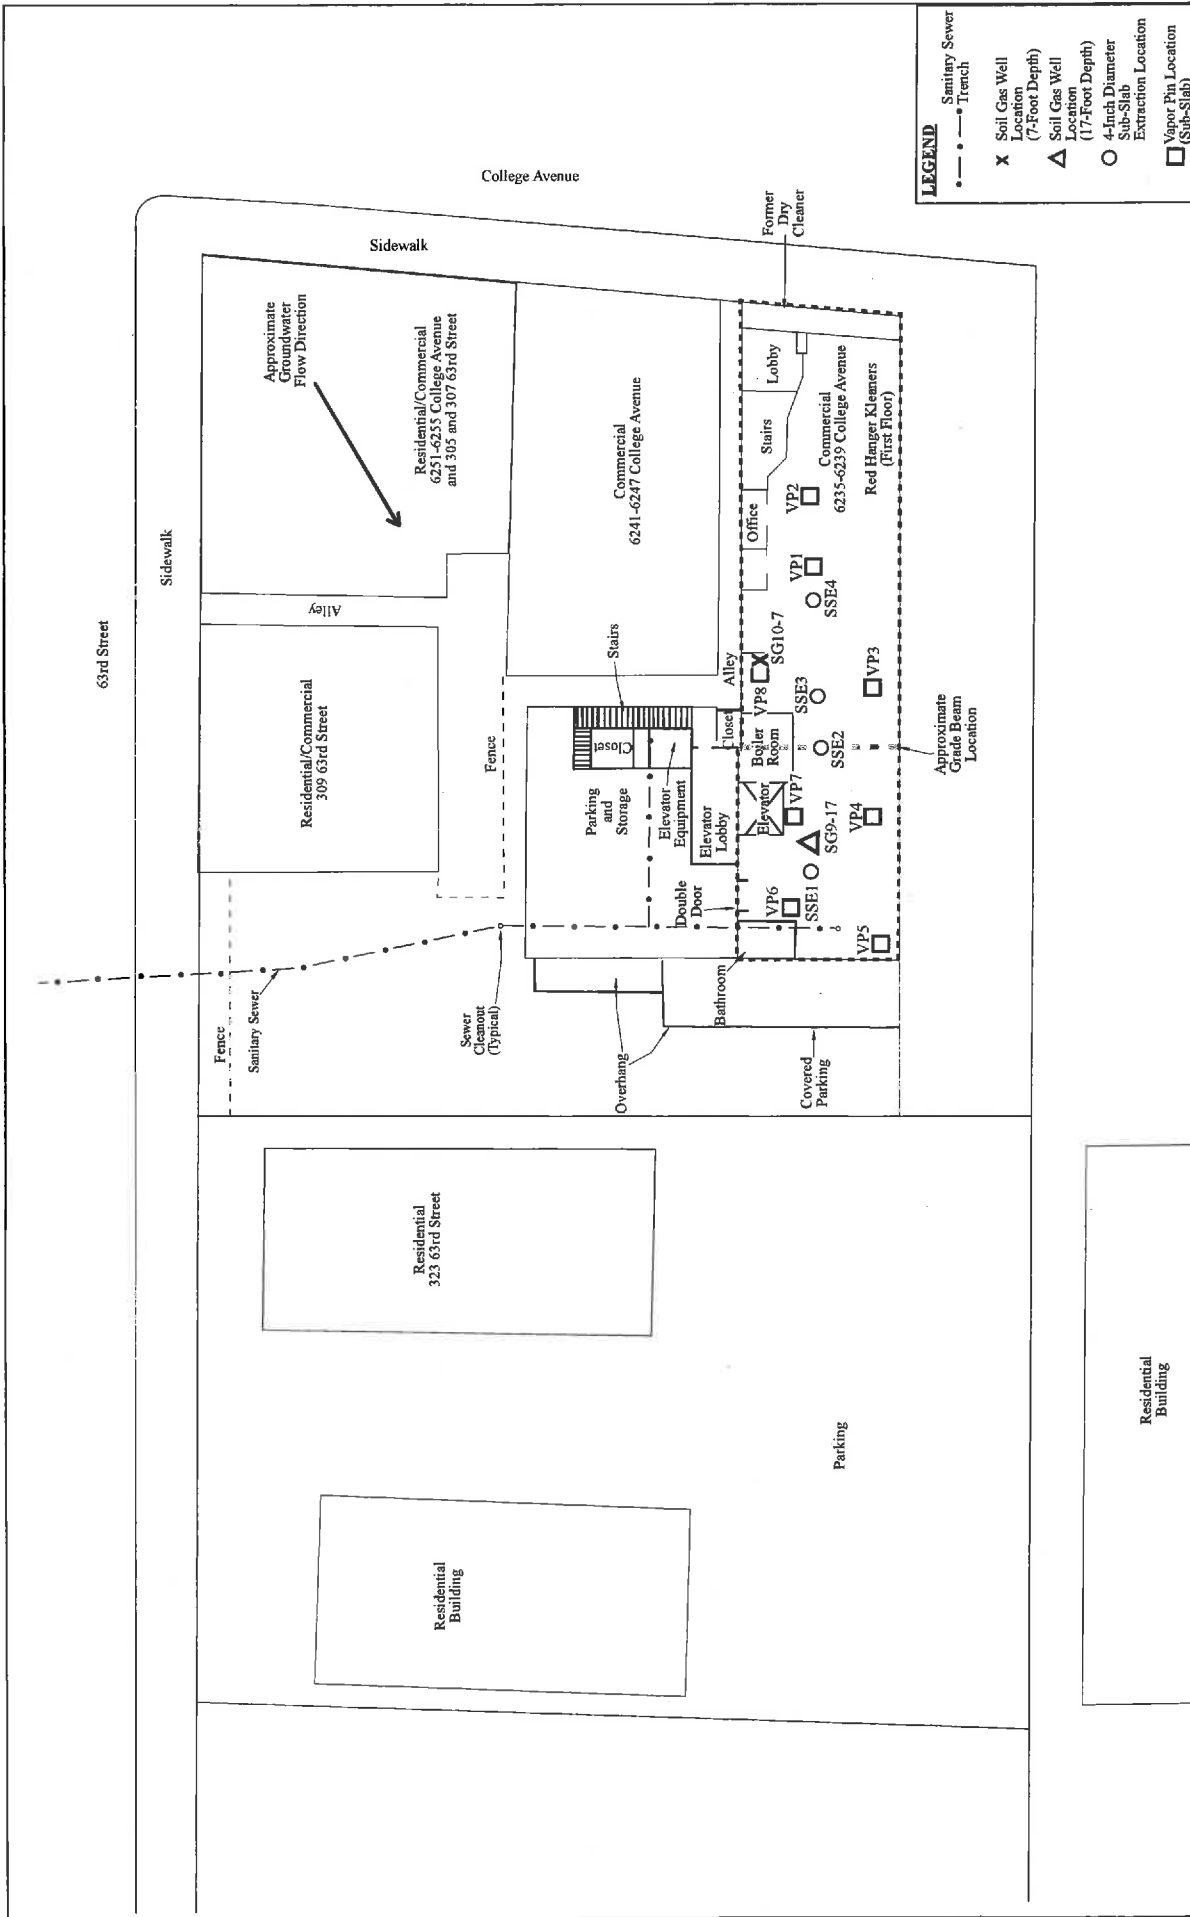 63rd Street
College Avenue
Sidewalk
Sidewalk
Approximate
Groundwater
Flow Direction
Residential/Commercial
6251-6255 College Avenue
and 305 and 307 63rd Street
Alley
Residential/Commercial
309 63rd Street
Fence
Fence
Sanitary Sewer
Sewer
Cleanout
(Typical)
Commercial
6241-6247 College Avenue
Stairs
Closet
Parking
and
Storage
Elevator
Equipment
Elevator
Lobby
Alley
Closet
Double
Door
Bathroom
Overhang
Covered
Parking
Former
Dry
Cleaner
Lobby
Stairs
Office
Commercial
6235-6239 College Avenue
Red Hanger Kleaners
(First Floor)
VP2
VP1
SSE4
SG10-7
VP8
SSE3
VP3
Boiler
Room
SSE2
Elevator
VP7
SG9-17
VP4
VP6
SSE1
VP5
Approximate
Grade Beam
Location
Residential
323 63rd Street
Residential
Building
Parking
Residential
Building
LEGEND
Sanitary Sewer
Trench
Soil Gas Well
Location
(7-Foot Depth)
Soil Gas Well
Location
(17-Foot Depth)
4-Inch Diameter
Sub-Slab
Extraction Location
Vapor Pin Location
(Sub-Slab)